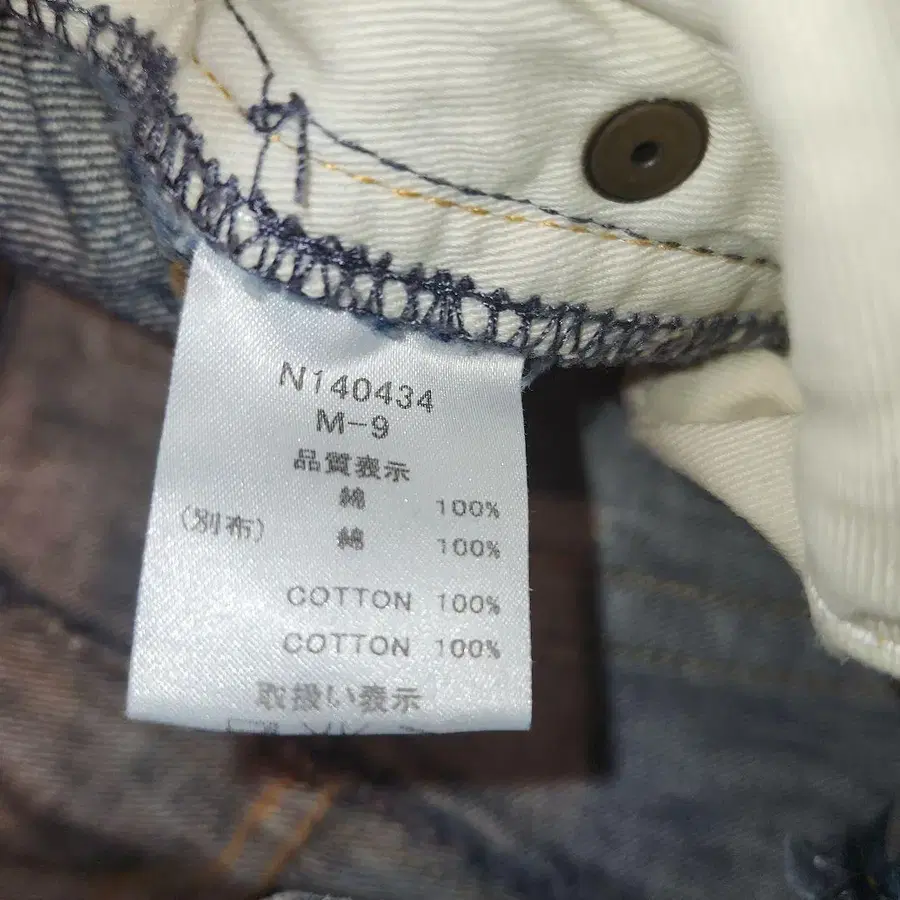 N140434
M-9
品質表示
綿 100%
(別布) 綿 100%
COTTON 100%
COTTON 100%
取扱い表示